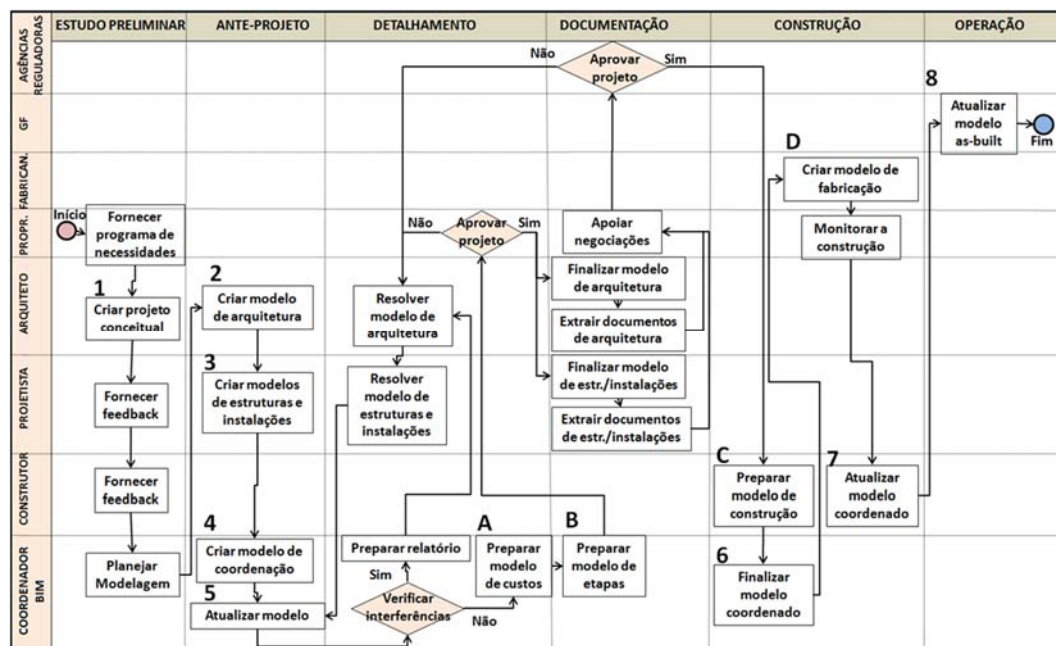 ESTUDO PRELIMINAR
ANTE-PROJETO
DETALHAMENTO
DOCUMENTAÇÃO
CONSTRUÇÃO
OPERAÇÃO
AGÊNCIAS
REGULADORAS
Não
Aprovar
projeto
Sim
8
GF
Atualizar
modelo
as-built
Fim
FABRICAN.
D
Criar modelo de
fabricação
PROPR.
Início
Fornecer
programa de
necessidades
Não
Aprovar
projeto
Sim
Apoiar
negociações
Monitorar a
construção
ARQUITETO
1
Criar projeto
conceitual
2
Criar modelo
de arquitetura
Resolver
modelo de
arquitetura
Finalizar modelo
de arquitetura
Extrair documentos
de arquitetura
PROJETISTA
Fornecer
feedback
3
Criar modelos
de estruturas e
instalações
Resolver
modelo de
estruturas e
instalações
Finalizar modelo
de estr./instalações
Extrair documentos
de estr./instalações
CONSTRUTOR
Fornecer
feedback
C
Preparar
modelo de
construção
7
Atualizar
modelo
coordenado
COORDENADOR
BIM
Planejar
Modelagem
4
Criar modelo de
coordenação
5
Atualizar modelo
Preparar relatório
Sim
Verificar
interferências
Não
A
Preparar
modelo
de custos
B
Preparar
modelo de
etapas
6
Finalizar
modelo
coordenado